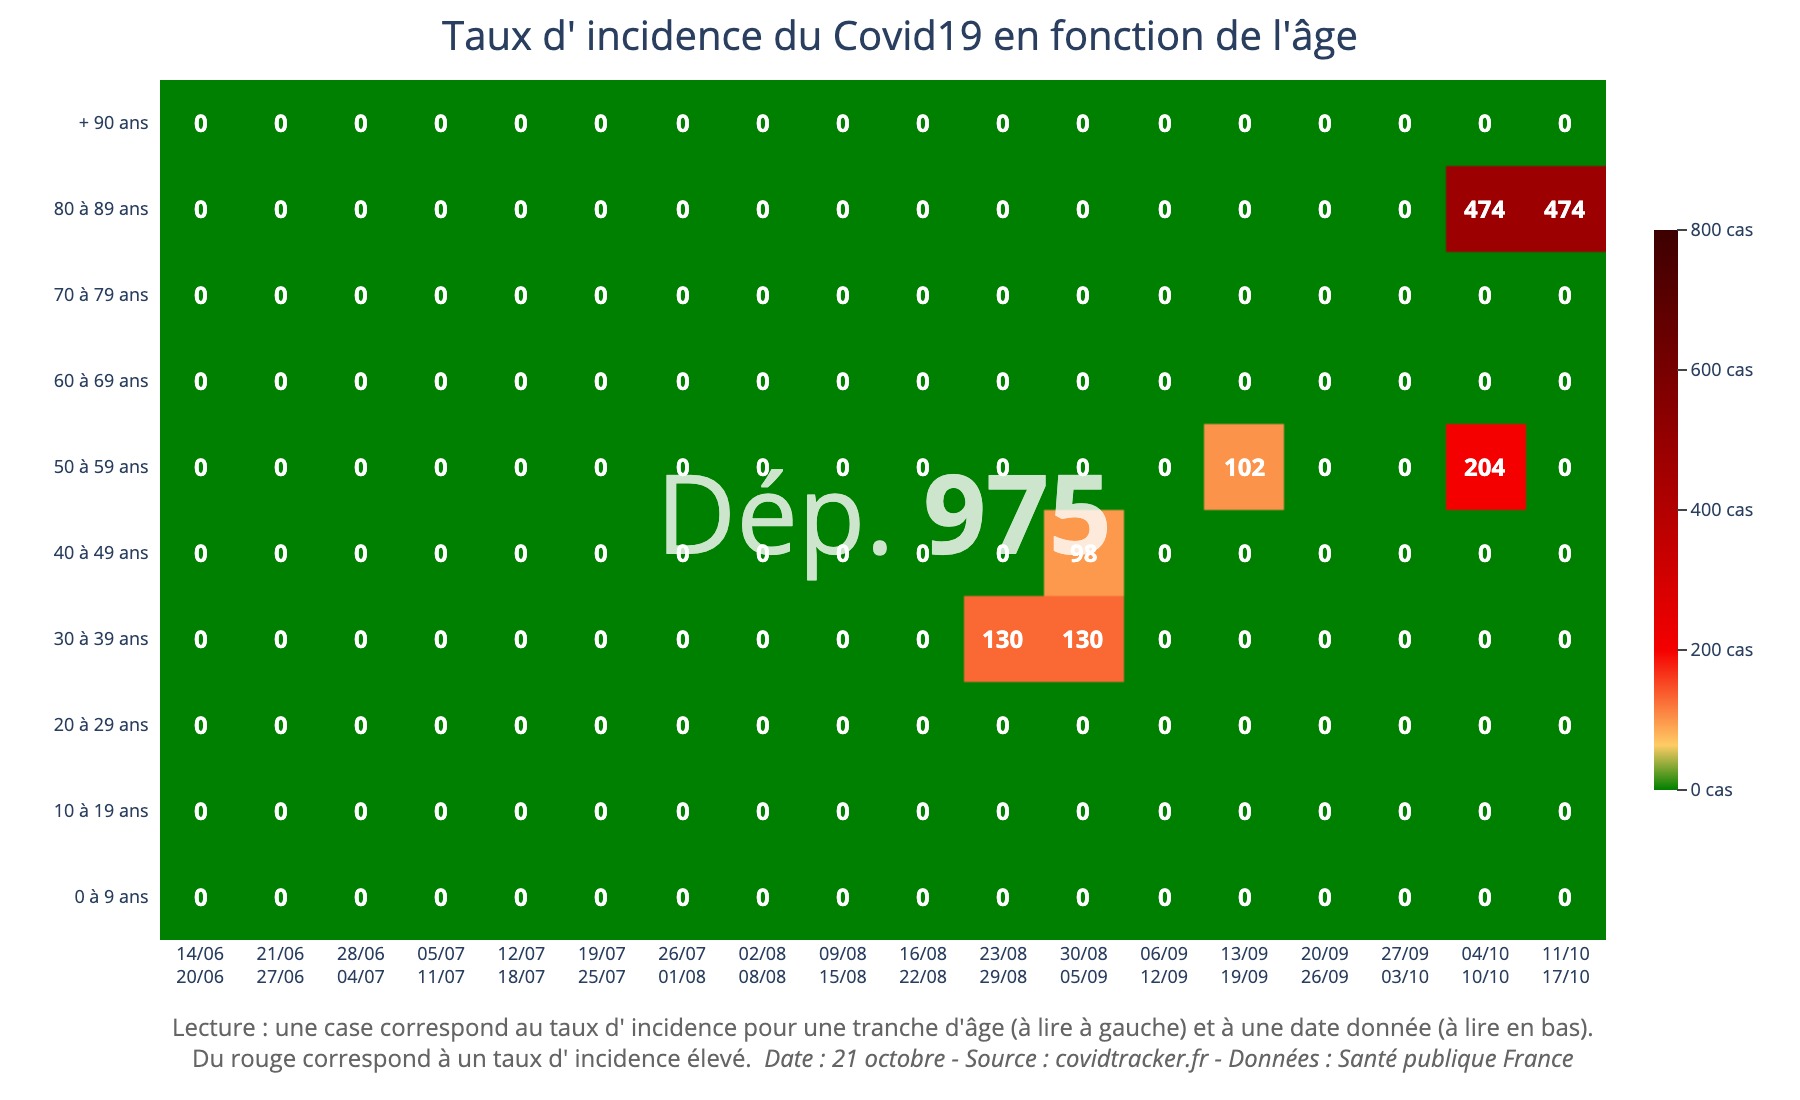 Taux d' incidence du Covid19 en fonction de l'âge
+ 90 ans 0 0 0 0 0 0 0 0 0 0 0 0 0 0 0 0 0 0
80 à 89 ans 0 0 0 0 0 0 0 0 0 0 0 0 0 0 0 0 474 474
800 cas
70 à 79 ans 0 0 0 0 0 0 0 0 0 0 0 0 0 0 0 0 0 0
600 cas
60 à 69 ans 0 0 0 0 0 0 0 0 0 0 0 0 0 0 0 0 0 0
50 à 59 ans 0 0 0 0 0 0 0 0 0 0 0 0 0 102 0 0 204 0
Dép. 975
400 cas
40 à 49 ans 0 0 0 0 0 0 0 0 0 0 0 98 0 0 0 0 0 0
30 à 39 ans 0 0 0 0 0 0 0 0 0 0 130 130 0 0 0 0 0 0
200 cas
20 à 29 ans 0 0 0 0 0 0 0 0 0 0 0 0 0 0 0 0 0 0
0 cas
10 à 19 ans 0 0 0 0 0 0 0 0 0 0 0 0 0 0 0 0 0 0
0 à 9 ans 0 0 0 0 0 0 0 0 0 0 0 0 0 0 0 0 0 0
14/06 21/06 28/06 05/07 12/07 19/07 26/07 02/08 09/08 16/08 23/08 30/08 06/09 13/09 20/09 27/09 04/10 11/10
20/06 27/06 04/07 11/07 18/07 25/07 01/08 08/08 15/08 22/08 29/08 05/09 12/09 19/09 26/09 03/10 10/10 17/10
Lecture : une case correspond au taux d' incidence pour une tranche d'âge (à lire à gauche) et à une date donnée (à lire en bas).
Du rouge correspond à un taux d' incidence élevé. Date : 21 octobre - Source : covidtracker.fr - Données : Santé publique France